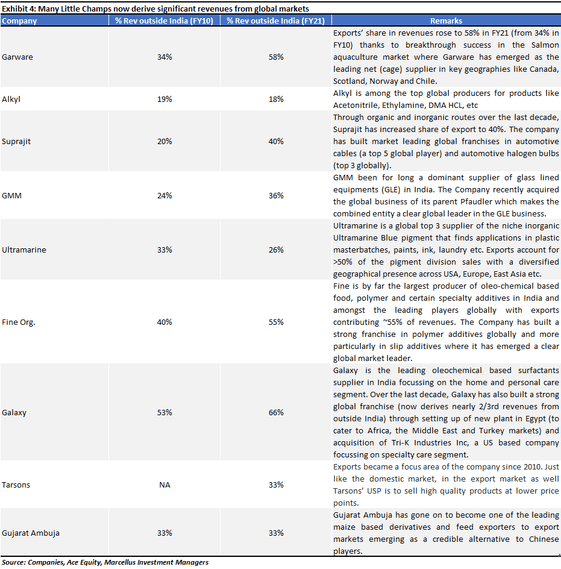 Exhibit 4: Many Little Champs now derive significant revenues from global markets
Company % Rev outside India (FY10) % Rev outside India (FY21) Remarks
Garware 34% 58% Exports' share in revenues rose to 58% in FY21 (from 34% in
FY10) thanks to breakthrough success in the Salmon
aquaculture market where Garware has emerged as the
leading net (cage) supplier in key geographies like Canada,
Scotland, Norway and Chile.
Alkyl 19% 18% Alkyl is among the top global producers for products like
Acetonitrile, Ethylamine, DMA HCL, etc
Suprajit 20% 40% Through organic and inorganic routes over the last decade,
Suprajit has increased share of export to 40%. The company
has built market leading global franchises in automotive
cables (a top 5 global player) and automotive halogen bulbs
(top 3 globally).
GMM 24% 36% GMM been for long a dominant supplier of glass lined
equipments (GLE) in India. The Company recently acquired
the global business of its parent Pfaudler which makes the
combined entity a clear global leader in the GLE business.
Ultramarine 33% 26% Ultramarine is a global top 3 supplier of the niche inorganic
Ultramarine Blue pigment that finds applications in plastic
masterbatches, paints, ink, laundry etc. Exports account for
>50% of the pigment division sales with a diversified
geographical presence across USA, Europe, East Asia etc.
Fine Org. 40% 55% Fine is by far the largest producer of oleo-chemical based
food, polymer and certain specialty additives in India and
amongst the leading players globally with exports
contributing ~55% of revenues. The Company has built a
strong franchise in polymer additives globally and more
particularly in slip additives where it has emerged a clear
global market leader.
Galaxy 53% 66% Galaxy is the leading oleochemical based surfactants
supplier in India focussing on the home and personal care
segment. Over the last decade, Galaxy has also built a strong
global franchise (now derives nearly 2/3rd revenues from
outside India) through setting up of new plant in Egypt (to
cater to Africa, the Middle East and Turkey markets) and
acquisition of Tri-K Industries Inc, a US based company
focussing on specialty care segment.
Tarsons NA 33% Exports became a focus area of the company since 2010. Just
like the domestic market, in the export market as well
Tarsons' USP is to sell high quality products at lower price
points.
Gujarat Ambuja 33% 33% Gujarat Ambuja has gone on to become one of the leading
maize based derivatives and feed exporters to export
markets emerging as a credible alternative to Chinese
players.
Source: Companies, Ace Equity, Marcellus Investment Managers